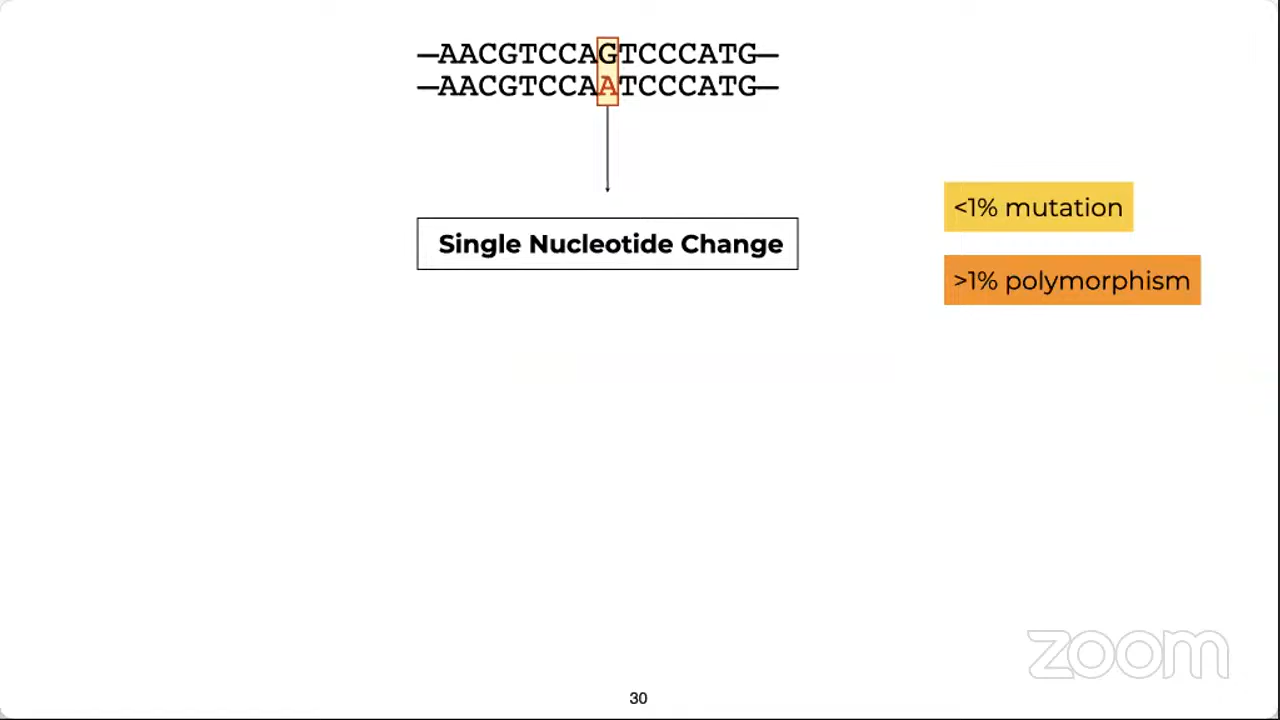 —AACGTCCAGTCCCATG—
—AACGTCCAATCCCATG—
Single Nucleotide Change
<1% mutation
>1% polymorphism
zoom
30